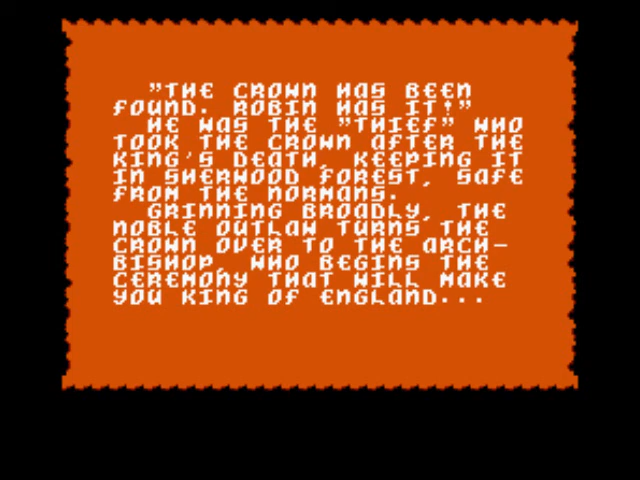 "THE CROWN HAS BEEN
FOUND. ROBIN HAS IT!"
HE WAS THE "THIEF" WHO
TOOK THE CROWN AFTER THE
KING'S DEATH, KEEPING IT
IN SHERWOOD FOREST, SAFE
FROM THE NORMANS.
GRINNING BROADLY, THE
NOBLE OUTLAW TURNS THE
CROWN OVER TO THE ARCH-
BISHOP, WHO BEGINS THE
CEREMONY THAT WILL MAKE
YOU KING OF ENGLAND...